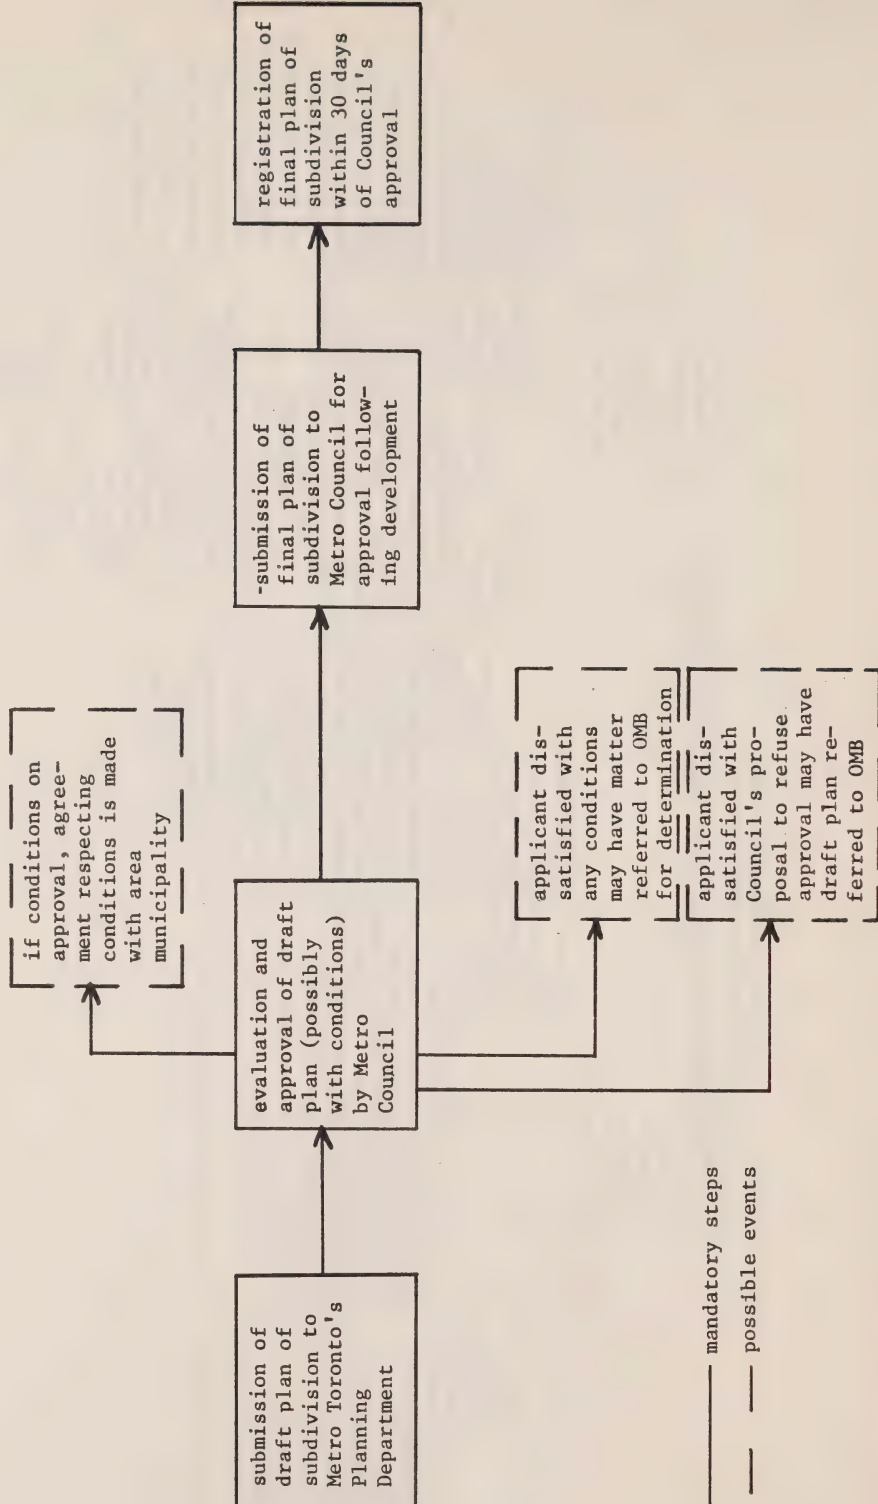 submission of
draft plan of
subdivision to
Metro Toronto's
Planning
Department
evaluation and
approval of draft
plan (possibly
with conditions)
by Metro
Council
if conditions on
approval, agree-
ment respecting
conditions is made
with area
municipality
-submission of
final plan of
subdivision to
Metro Council for
approval follow-
ing development
registration of
final plan of
subdivision
within 30 days
of Council's
approval
applicant dis-
satisfied with
any conditions
may have matter
referred to OMB
for determination
applicant dis-
satisfied with
Council's pro-
posal to refuse
approval may have
draft plan re-
ferred to OMB
mandatory steps
possible events